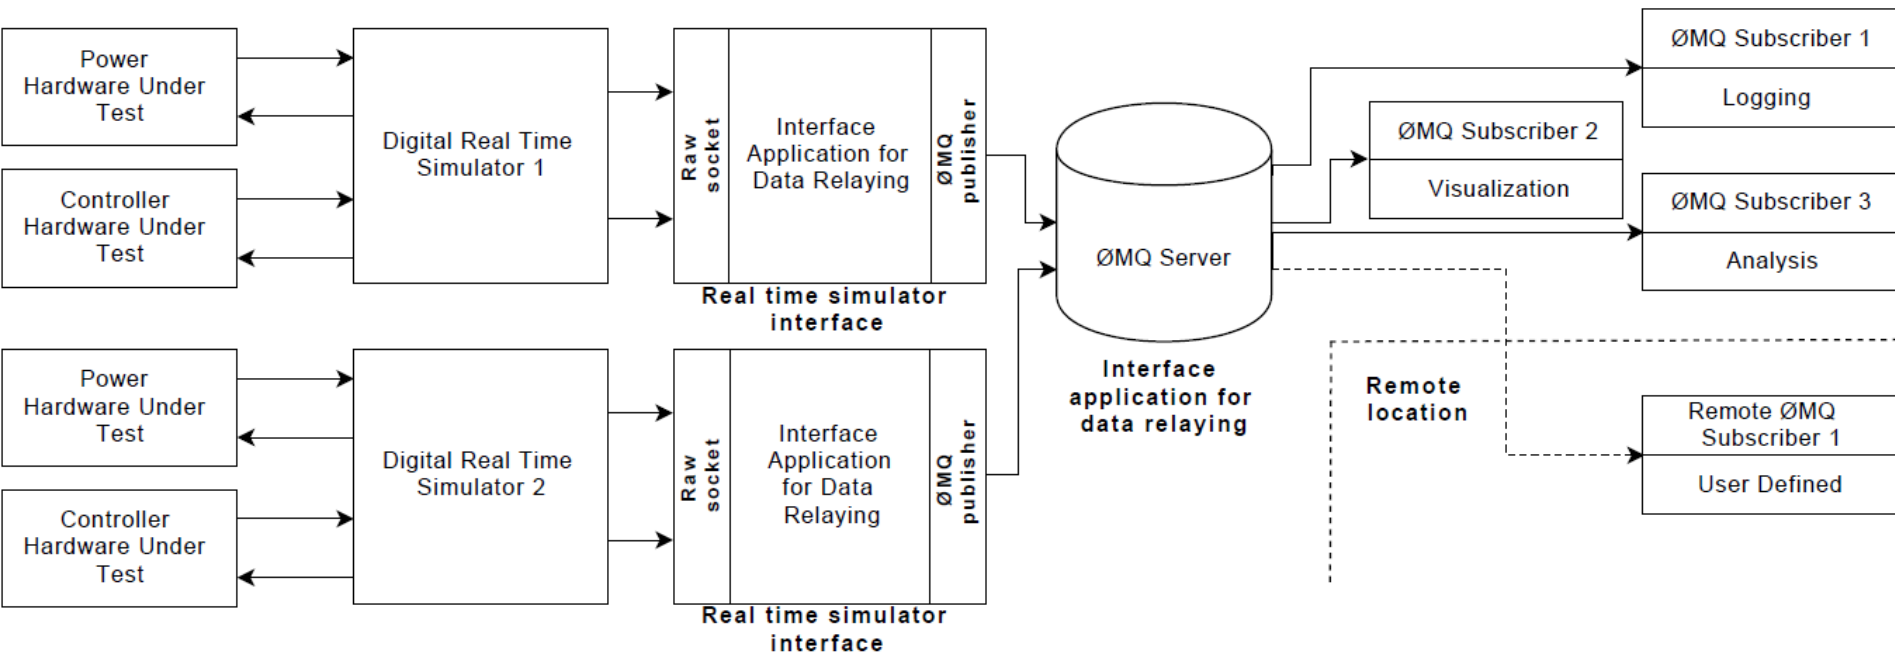 Power
Hardware Under
Test
Controller
Hardware Under
Test
Digital Real Time
Simulator 1
Raw
socket
Interface
Application for
Data Relaying
ØMQ
publisher
Real time simulator
interface
Power
Hardware Under
Test
Controller
Hardware Under
Test
Digital Real Time
Simulator 2
Raw
socket
Interface
Application
for Data
Relaying
ØMQ
publisher
Real time simulator
interface
ØMQ Server
Interface
application for
data relaying
ØMQ Subscriber 1
Logging
ØMQ Subscriber 2
Visualization
ØMQ Subscriber 3
Analysis
Remote
location
Remote ØMQ
Subscriber 1
User Defined